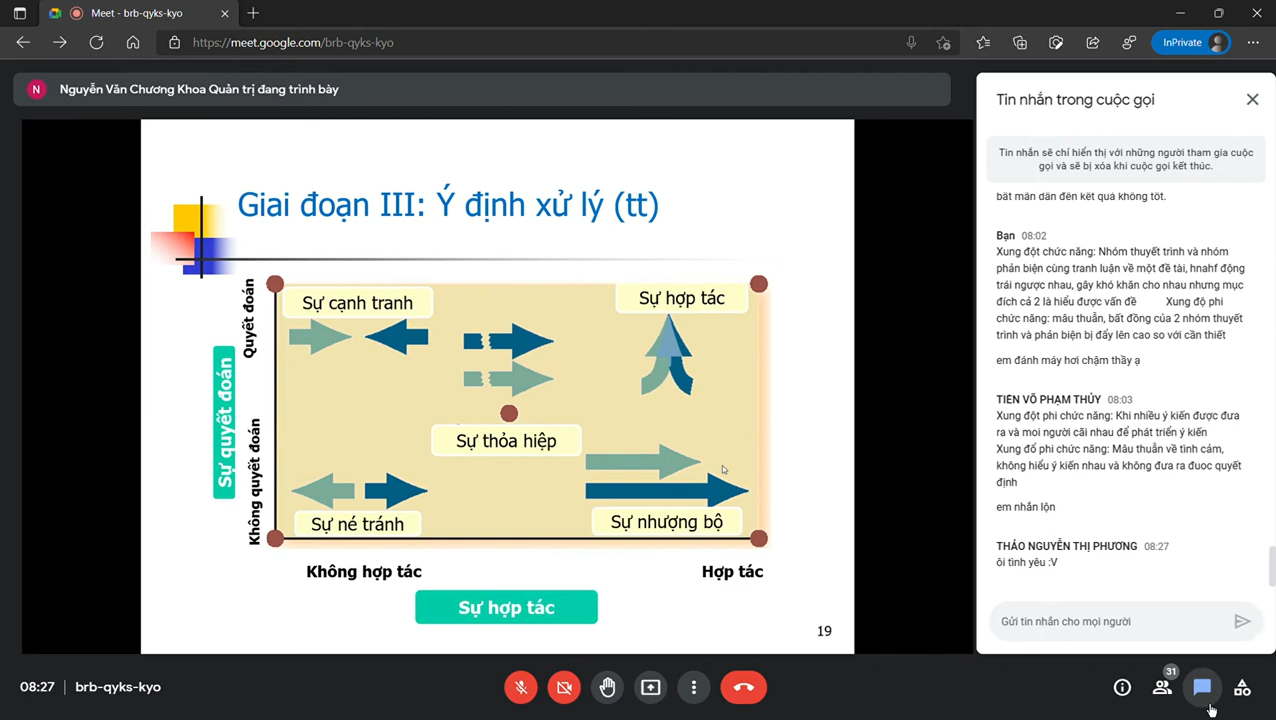 Meet - brb-qyks-kyo
https://meet.google.com/brb-qyks-kyo
InPrivate
N
Nguyễn Văn Chương Khoa Quản trị đang trình bày
Giai đoạn III: Ý định xử lý (tt)
Sự quyết đoán
Quyết đoán
Không quyết đoán
Sự cạnh tranh
Sự hợp tác
Sự thỏa hiệp
Sự né tránh
Sự nhượng bộ
Không hợp tác
Hợp tác
Sự hợp tác
19
Tin nhắn trong cuộc gọi
Tin nhắn sẽ chỉ hiển thị với những người tham gia cuộc
gọi và sẽ bị xóa khi cuộc gọi kết thúc.
bất mãn dẫn đến kết quả không tốt.
Bạn 08:02
Xung đột chức năng: Nhóm thuyết trình và nhóm
phản biện cùng tranh luận về một đề tài, hnahf động
trái ngược nhau, gây khó khăn cho nhau nhưng mục
đích cả 2 là hiểu được vấn đề Xung độ phi
chức năng: mâu thuẫn, bất đồng của 2 nhóm thuyết
trình và phản biện bị đẩy lên cao so với cần thiết
em đánh máy hơi chậm thầy ạ
TIÊN VÕ PHẠM THỦY 08:03
Xung đột phi chức năng: Khi nhiều ý kiến được đưa
ra và moi người cãi nhau để phát triển ý kiến
Xung đổ phi chức năng: Mâu thuẫn về tình cảm,
không hiểu ý kiến nhau và không đưa ra đuoc quyết
định
em nhắn lộn
THẢO NGUYỄN THỊ PHƯƠNG 08:27
ôi tình yêu :V
Gửi tin nhắn cho mọi người
08:27 | brb-qyks-kyo
31